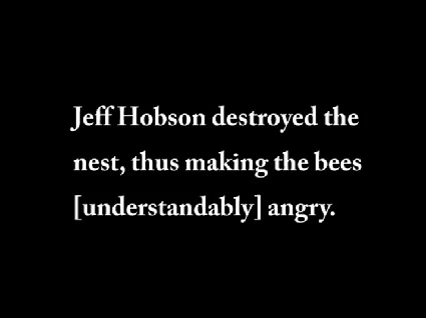 Jeff Hobson destroyed the
nest, thus making the bees
[understandably] angry.